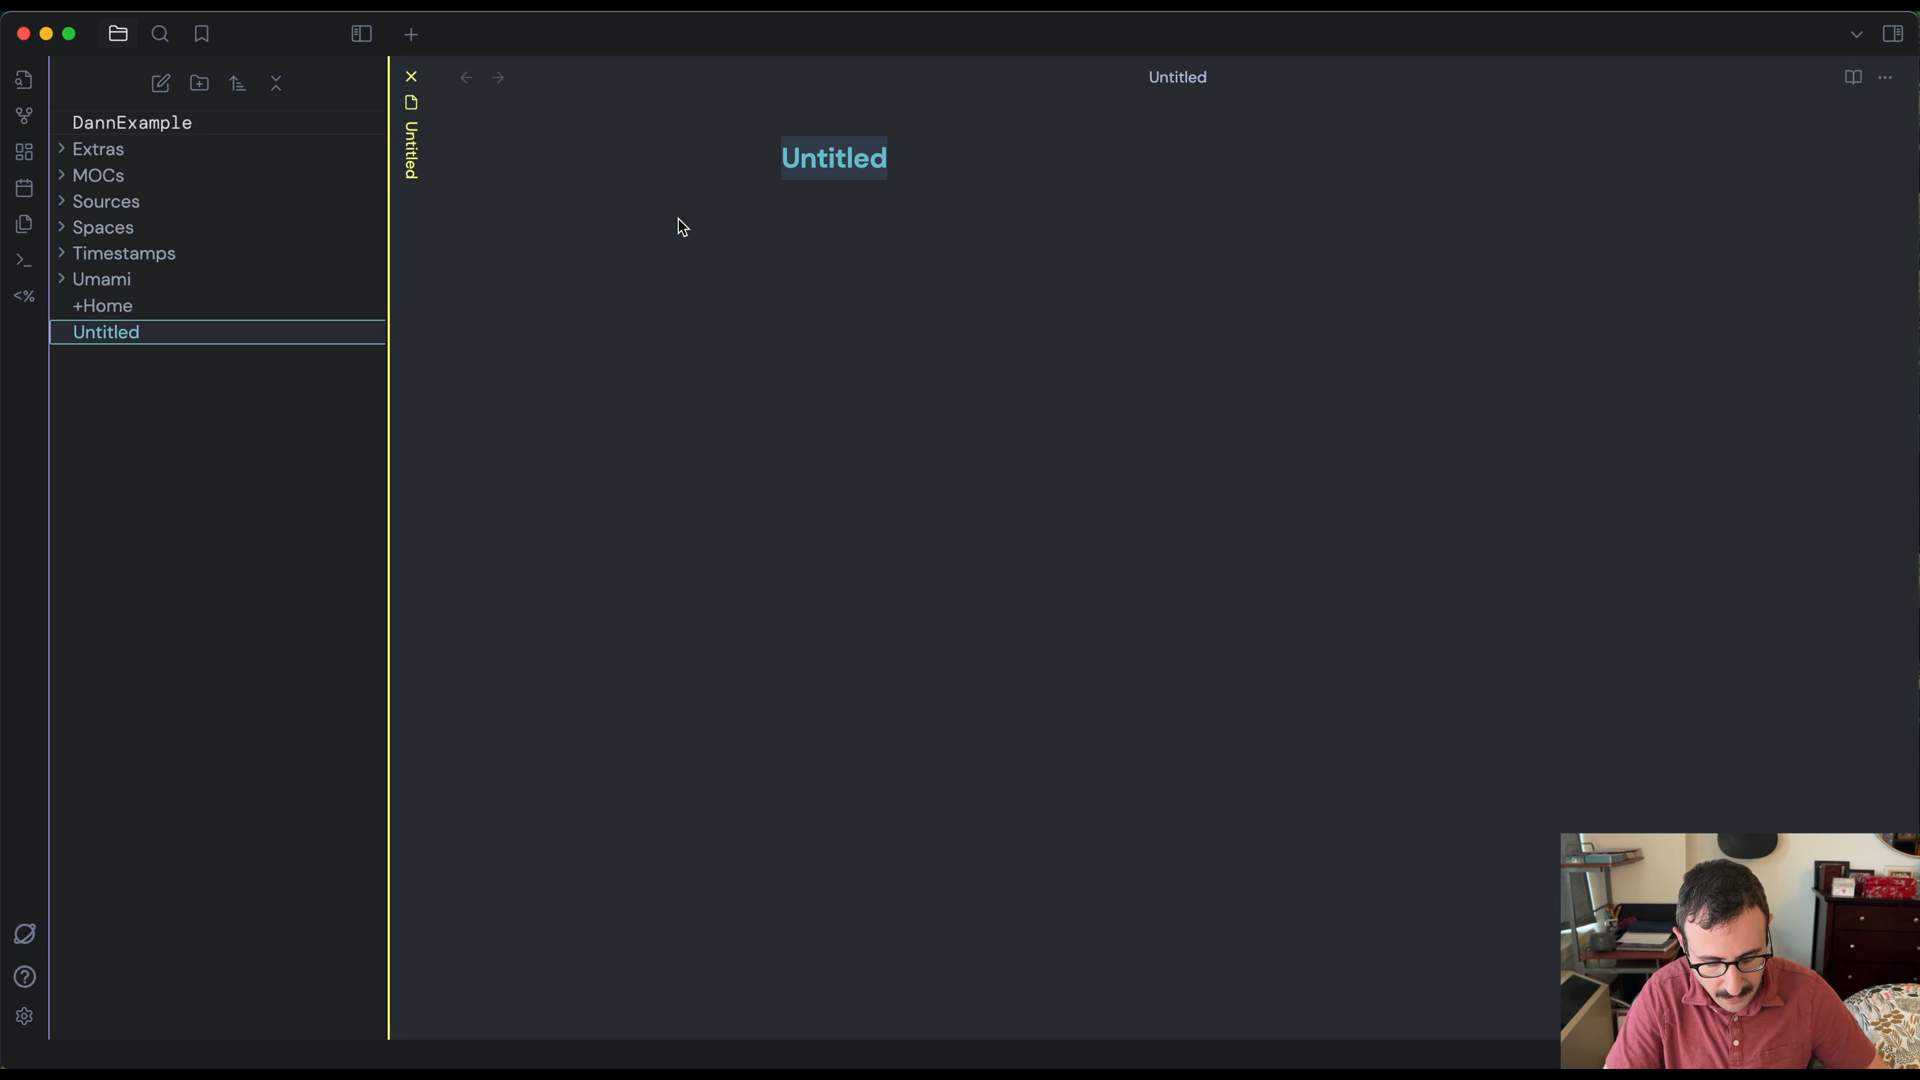 Untitled
DannExample
Extras
MOCs
Sources
Spaces
Timestamps
Umami
+Home
Untitled
Untitled
Untitled